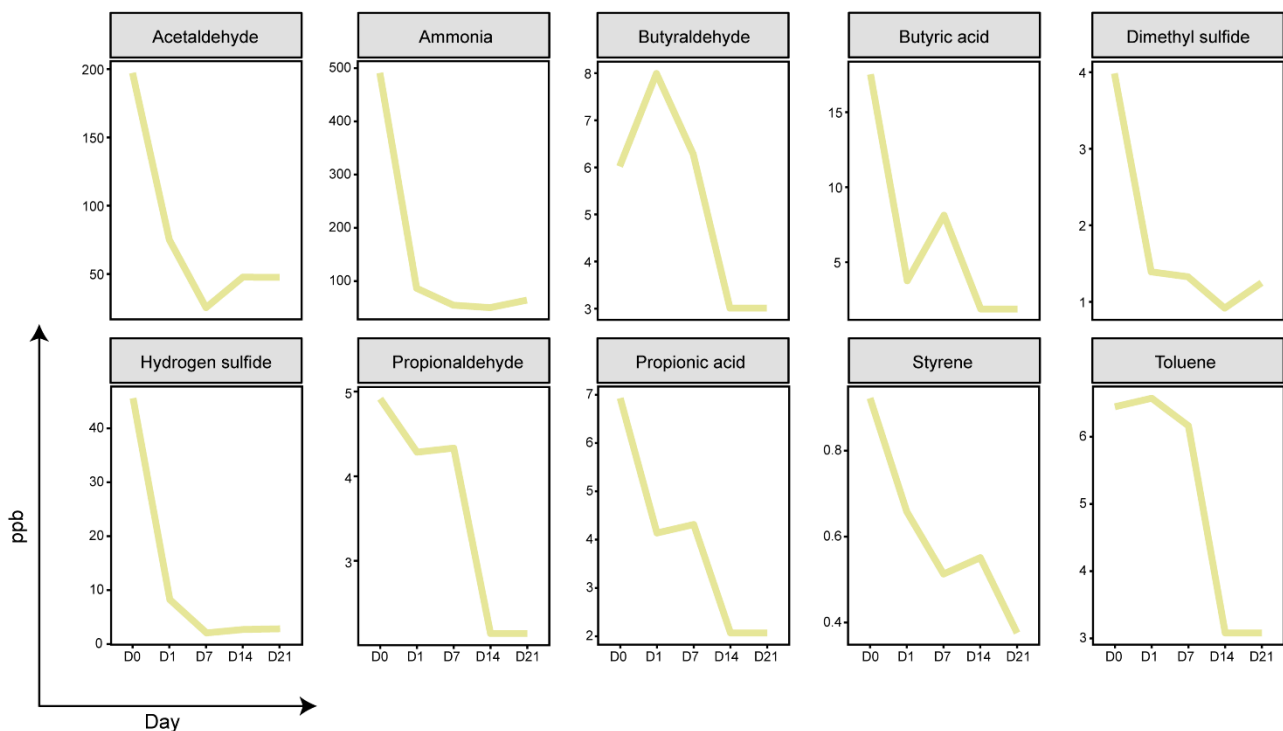 Acetaldehyde
Ammonia
Butyraldehyde
Butyric acid
Dimethyl sulfide
200
150
100
50
500
400
300
200
100
8
7
6
5
4
3
15
10
5
4
3
2
1
Hydrogen sulfide
Propionaldehyde
Propionic acid
Styrene
Toluene
40
30
20
10
0
5
4
3
7
6
5
4
3
2
0.8
0.6
0.4
6
5
4
3
D0 D1 D7 D14 D21
D0 D1 D7 D14 D21
D0 D1 D7 D14 D21
D0 D1 D7 D14 D21
D0 D1 D7 D14 D21
ppb
Day